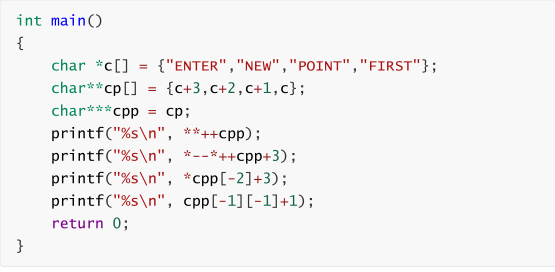 int main()
{
    char *c[] = {"ENTER","NEW","POINT","FIRST"};
    char**cp[] = {c+3,c+2,c+1,c};
    char***cpp = cp;
    printf("%s\n", **++cpp);
    printf("%s\n", *--*++cpp+3);
    printf("%s\n", *cpp[-2]+3);
    printf("%s\n", cpp[-1][-1]+1);
    return 0;
}